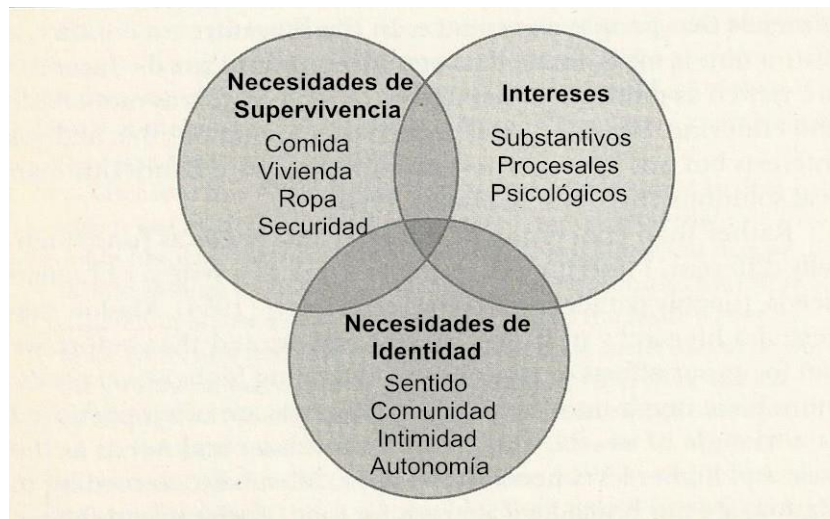 Necesidades de
Supervivencia
Comida
Vivienda
Ropa
Securidad
Intereses
Substantivos
Procesales
Psicológicos
Necesidades de
Identidad
Sentido
Comunidad
Intimidad
Autonomía